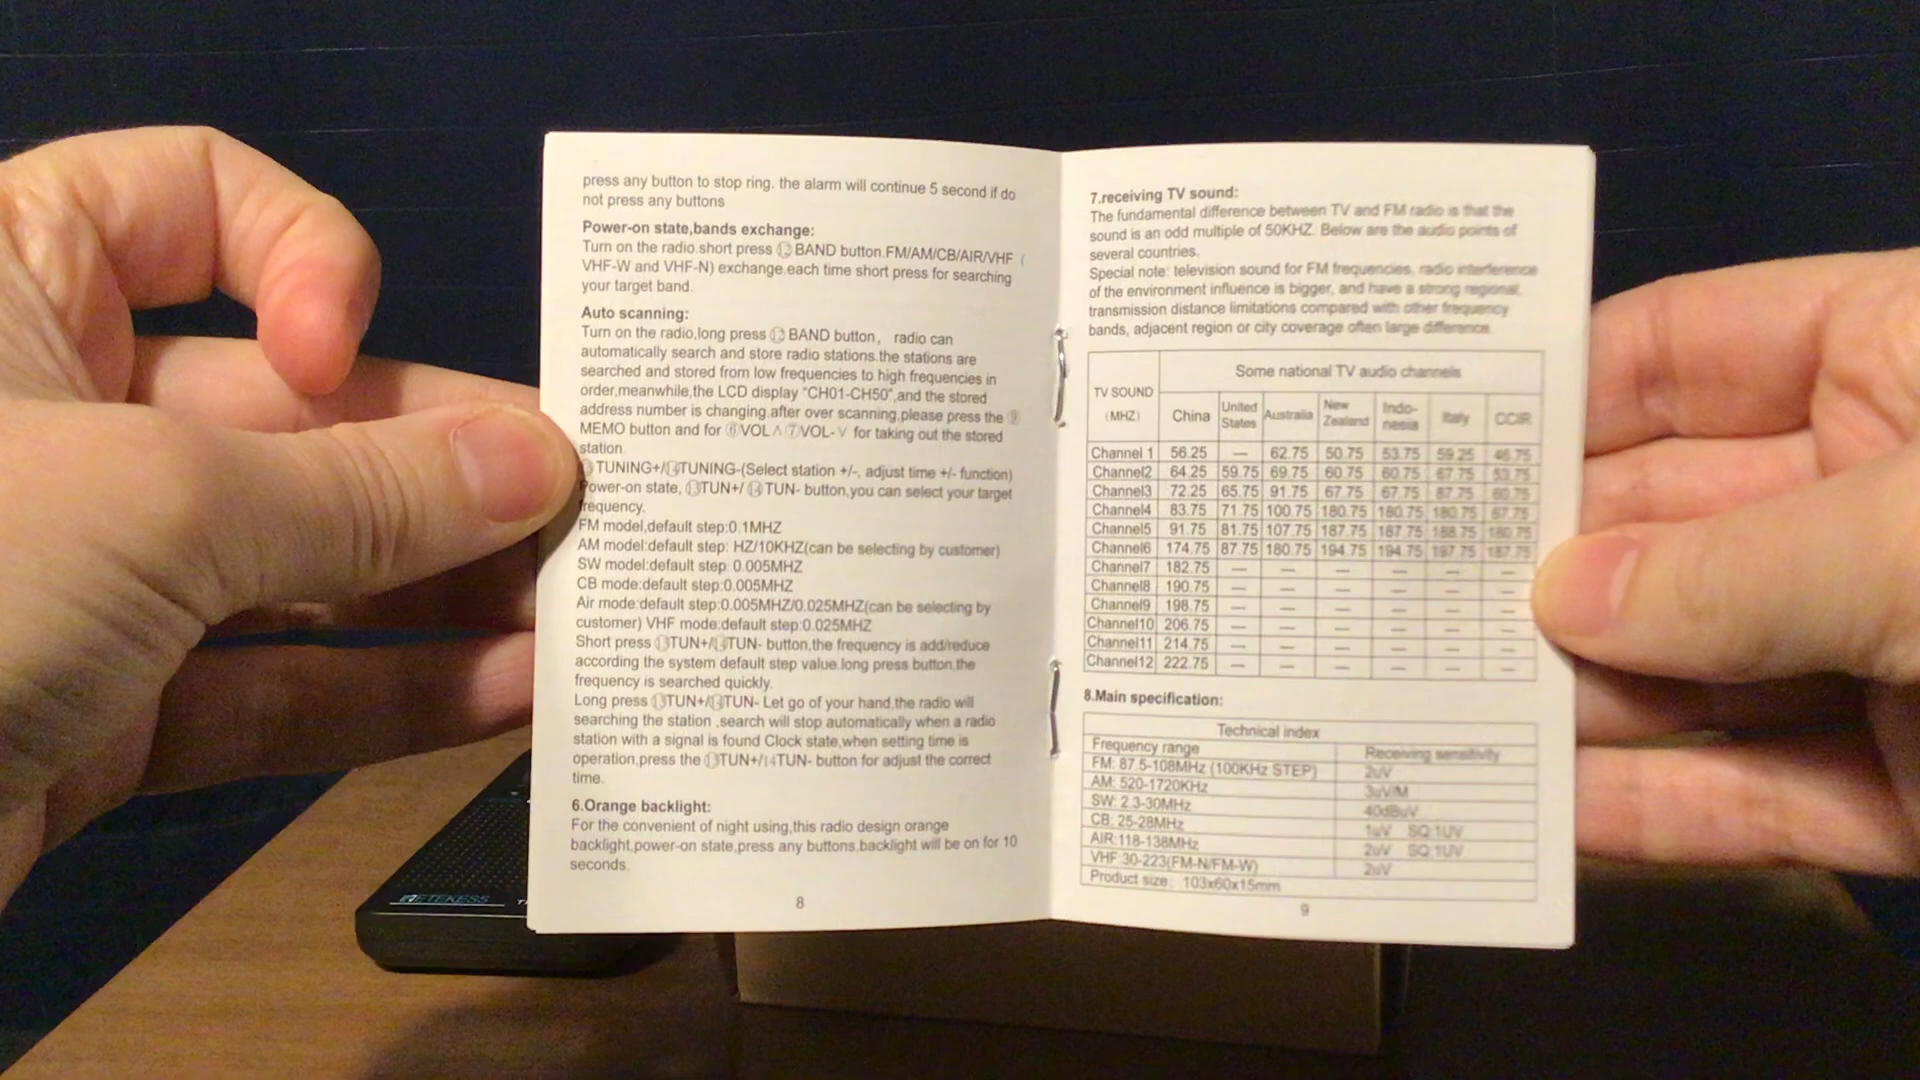 press any button to stop ring. the alarm will continue 5 second if do
not press any buttons
Power-on state,bands exchange:
Turn on the radio.short press ⑫ BAND button.FM/AM/CB/AIR/VHF (
VHF-W and VHF-N) exchange.each time short press for searching
your target band.
Auto scanning:
Turn on the radio,long press ⑫ BAND button， radio can
automatically search and store radio stations.the stations are
searched and stored from low frequencies to high frequencies in
order,meanwhile,the LCD display "CH01-CH50",and the stored
address number is changing.after over scanning,please press the ⑨
MEMO button and for ⑥VOL∧⑦VOL-∨ for taking out the stored
station.
TUNING+/⑭TUNING-(Select station +/-, adjust time +/- function)
Power-on state, ⑬TUN+/ ⑭TUN- button,you can select your target
frequency.
FM model,default step:0.1MHZ
AM model:default step: HZ/10KHZ(can be selecting by customer)
SW model:default step: 0.005MHZ
CB mode:default step:0.005MHZ
Air mode:default step:0.005MHZ/0.025MHZ(can be selecting by
customer) VHF mode:default step:0.025MHZ
Short press ⑬TUN+/⑭TUN- button,the frequency is add/reduce
according the system default step value.long press button,the
frequency is searched quickly.
Long press ⑬TUN+/⑭TUN- Let go of your hand,the radio will
searching the station ,search will stop automatically when a radio
station with a signal is found Clock state,when setting time is
operation,press the ⑬TUN+/14TUN- button for adjust the correct
time.
6.Orange backlight:
For the convenient of night using,this radio design orange
backlight,power-on state,press any buttons,backlight will be on for 10
seconds.
8
7.receiving TV sound:
The fundamental difference between TV and FM radio is that the
sound is an odd multiple of 50KHZ. Below are the audio points of
several countries.
Special note: television sound for FM frequencies, radio interference
of the environment influence is bigger, and have a strong regional,
transmission distance limitations compared with other frequency
bands, adjacent region or city coverage often large difference.
TV SOUND (MHZ) Some national TV audio channels
China United States Australia New Zealand Indo-nesia Italy CCIR
Channel 1 56.25 — 62.75 50.75 53.75 59.25 46.75
Channel2 64.25 59.75 69.75 60.75 60.75 67.75 53.75
Channel3 72.25 65.75 91.75 67.75 67.75 87.75 60.75
Channel4 83.75 71.75 100.75 180.75 180.75 180.75 67.75
Channel5 91.75 81.75 107.75 187.75 187.75 188.75 180.75
Channel6 174.75 87.75 180.75 194.75 194.75 197.75 187.75
Channel7 182.75 — — — — — —
Channel8 190.75 — — — — — —
Channel9 198.75 — — — — — —
Channel10 206.75 — — — — — —
Channel11 214.75 — — — — — —
Channel12 222.75 — — — — — —
8.Main specification:
Technical index
Frequency range Receiving sensitivity
FM: 87.5-108MHz (100KHz STEP) 2uV
AM: 520-1720KHz 3uV/M
SW: 2.3-30MHz 40dBuV
CB: 25-28MHz 1uV SQ:1UV
AIR:118-138MHz 2uV SQ:1UV
VHF:30-223(FM-N/FM-W) 2uV
Product size： 103x60x15mm
9
RETEKESS